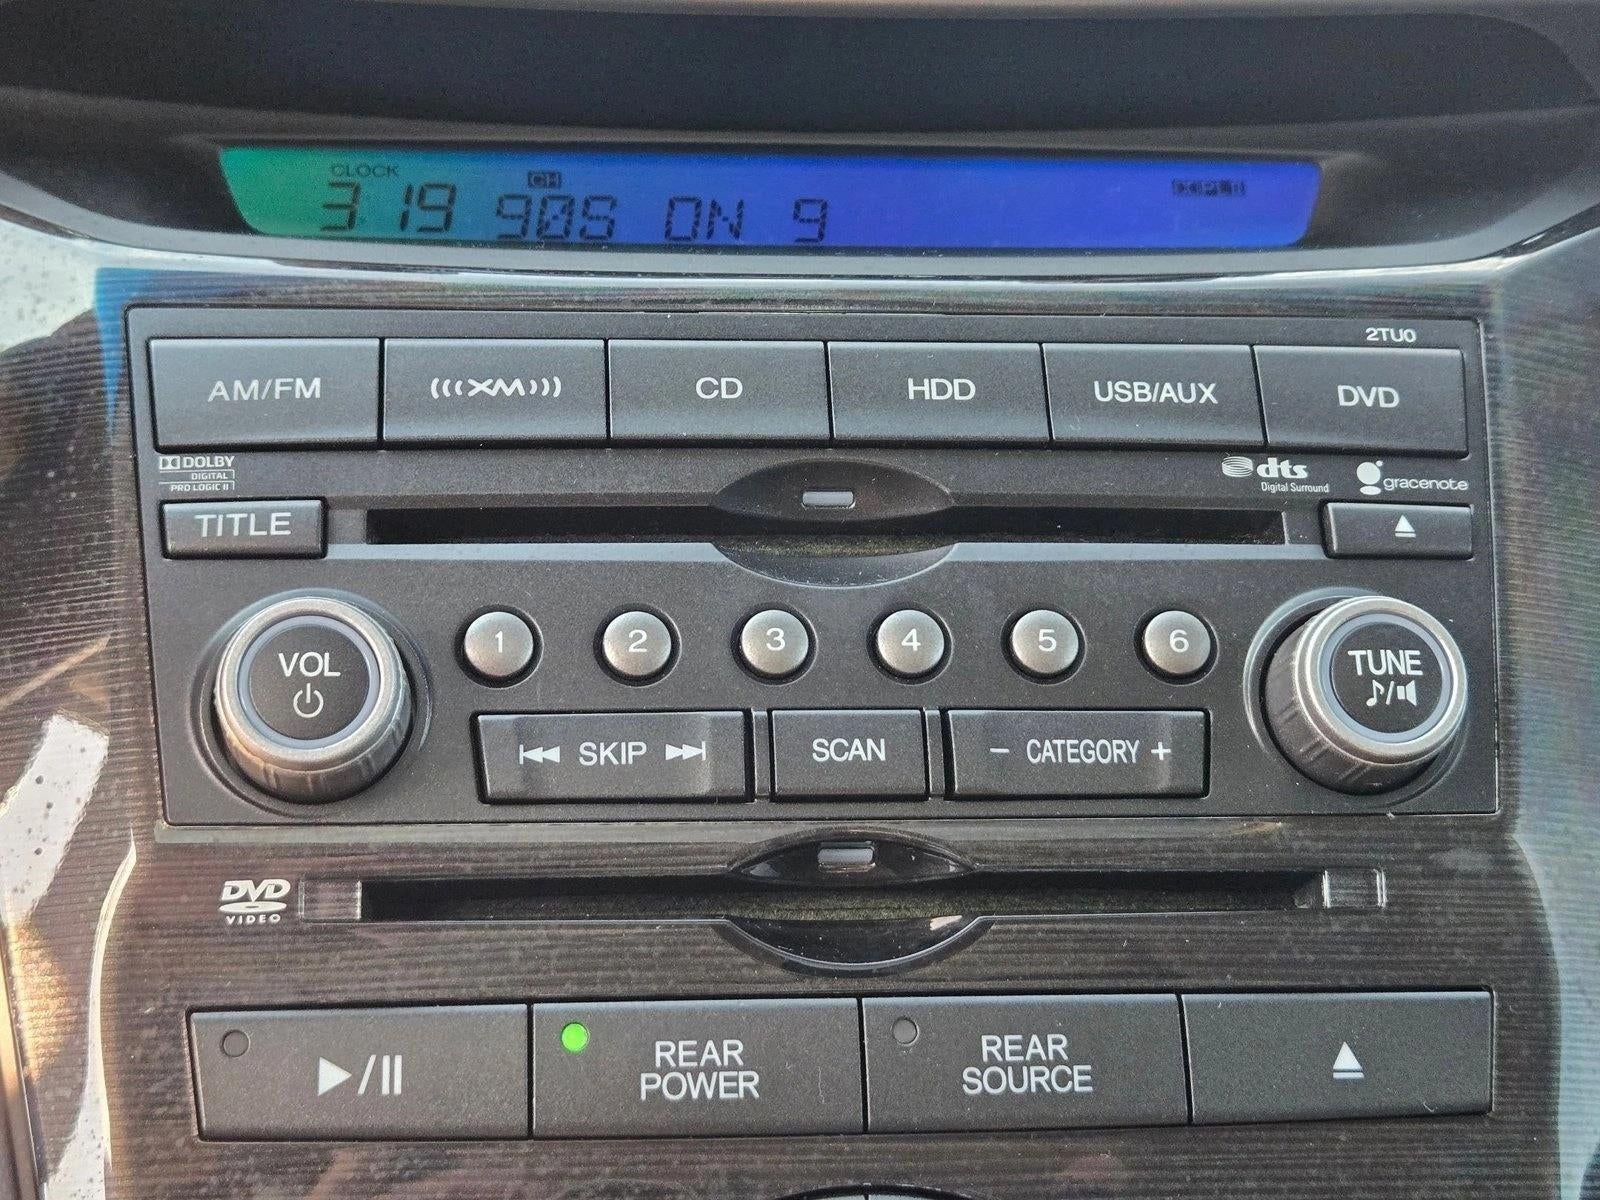 CLOCK CH DDPLII
3:19 90S ON 9
2TU0
AM/FM (((XM))) CD HDD USB/AUX DVD
DOLBY
DIGITAL
PRO LOGIC II
dts
Digital Surround
gracenote
TITLE
1 2 3 4 5 6
VOL
TUNE
SKIP SCAN - CATEGORY +
DVD
VIDEO
REAR
POWER
REAR
SOURCE